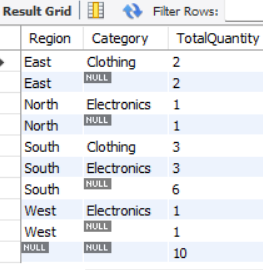 Result Grid Filter Rows:
Region Category TotalQuantity
East Clothing 2
East NULL 2
North Electronics 1
North NULL 1
South Clothing 3
South Electronics 3
South NULL 6
West Electronics 1
West NULL 1
NULL NULL 10